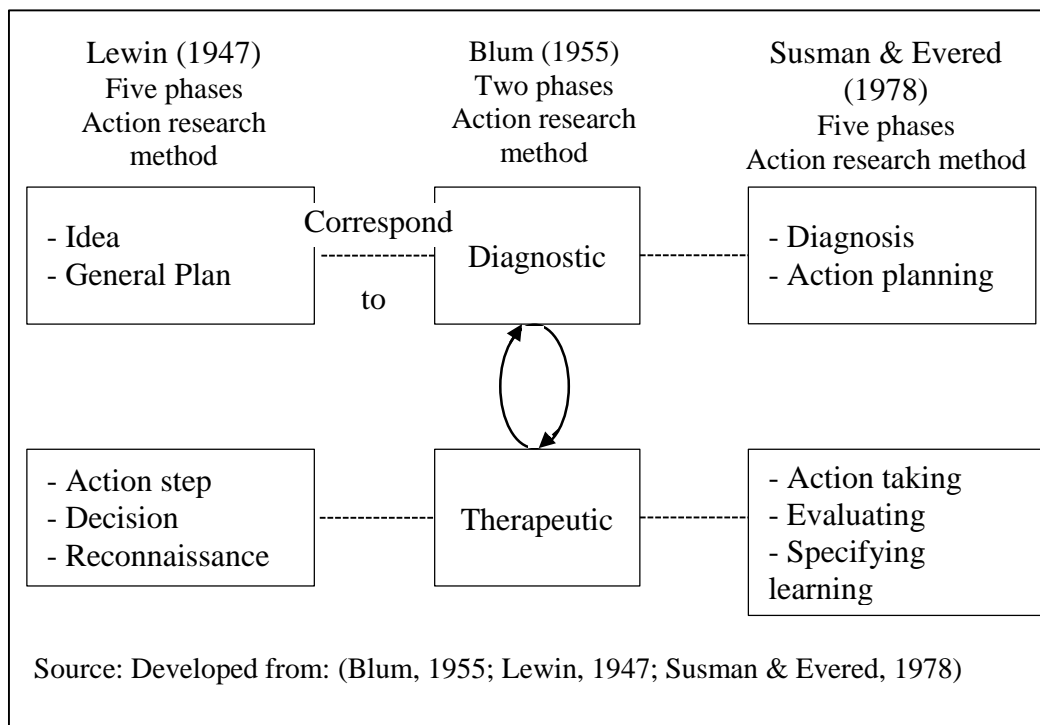 Lewin (1947)
Five phases
Action research
method
Blum (1955)
Two phases
Action research
method
Susman & Evered
(1978)
Five phases
Action research method
- Idea
- General Plan
Correspond
to
Diagnostic
- Diagnosis
- Action planning
- Action step
- Decision
- Reconnaissance
Therapeutic
- Action taking
- Evaluating
- Specifying
learning
Source: Developed from: (Blum, 1955; Lewin, 1947; Susman & Evered, 1978)